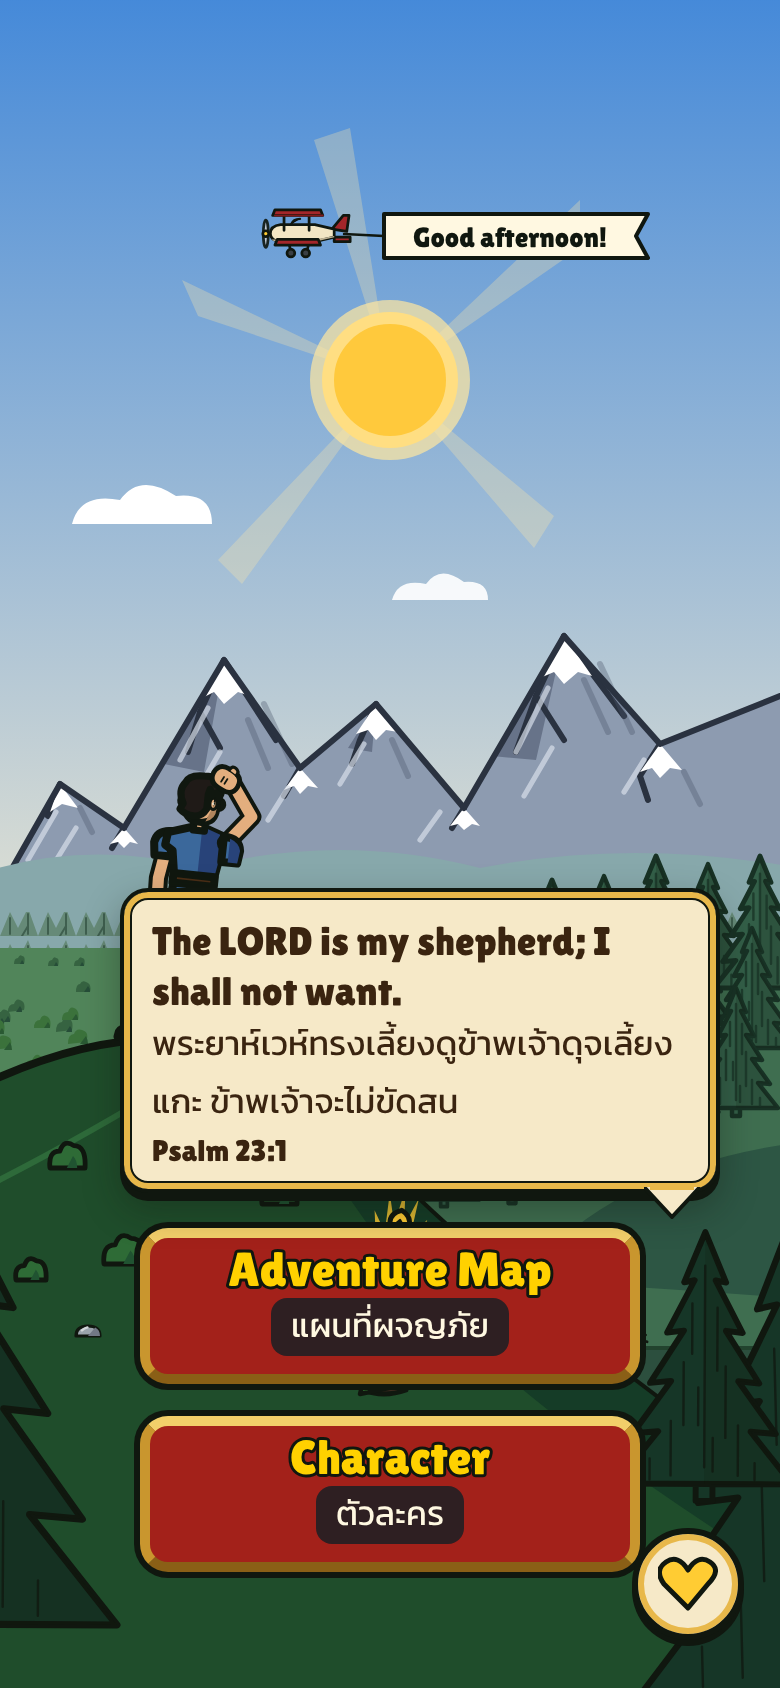 Good afternoon!
The LORD is my shepherd; I
shall not want.
พระยาห์เวห์ทรงเลี้ยงดูข้าพเจ้าดุจเลี้ยง
แกะ ข้าพเจ้าจะไม่ขัดสน
Psalm 23:1
Adventure Map
แผนที่ผจญภัย
Character
ตัวละคร